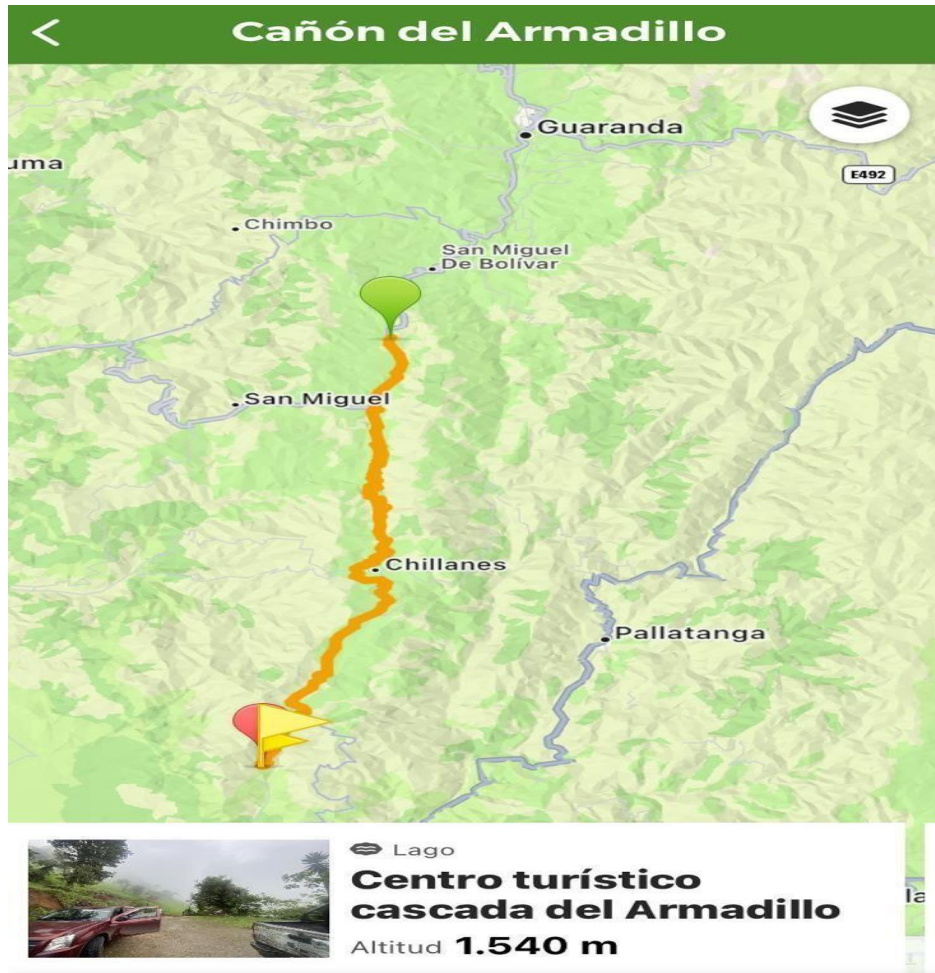 Cañón del Armadillo
Guaranda
uma
E492
Chimbo
San Miguel
De Bolívar
San Miguel
Chillanes
Pallatanga
Lago
Centro turístico
cascada del Armadillo
Altitud 1.540 m
la